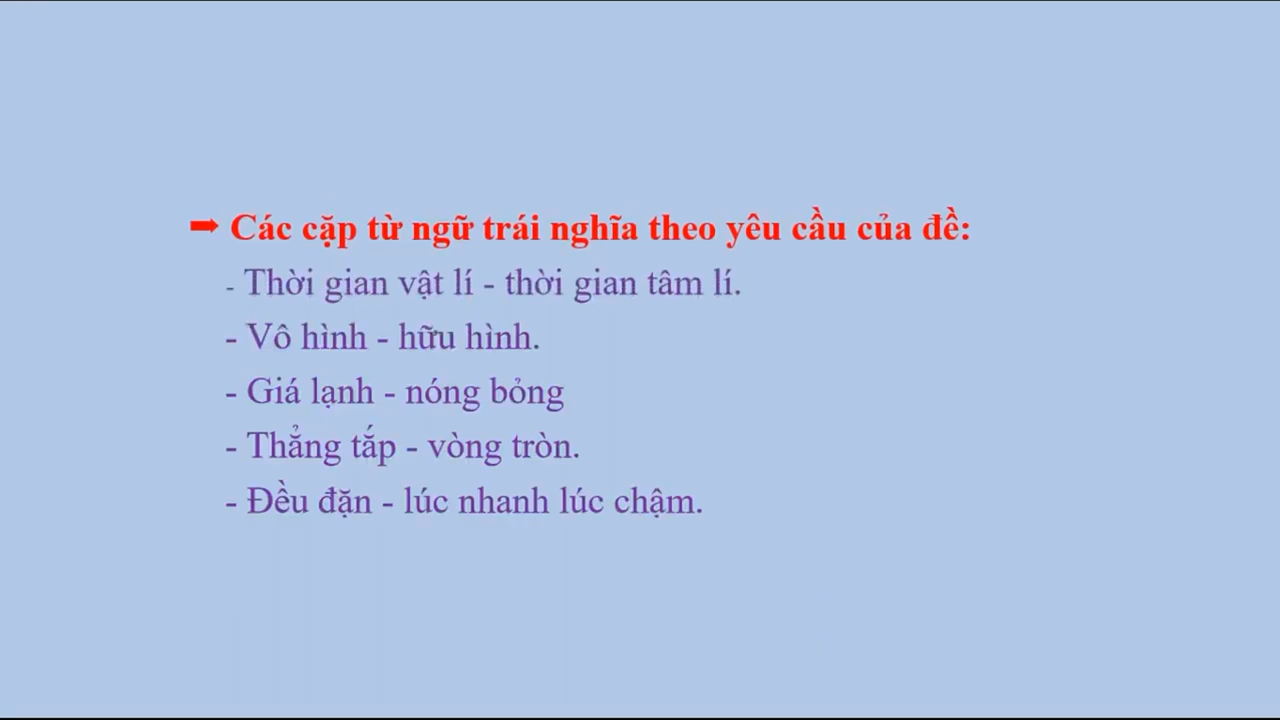 ➡ Các cặp từ ngữ trái nghĩa theo yêu cầu của đề:
- Thời gian vật lí - thời gian tâm lí.
- Vô hình - hữu hình.
- Giá lạnh - nóng bỏng
- Thẳng tắp - vòng tròn.
- Đều đặn - lúc nhanh lúc chậm.